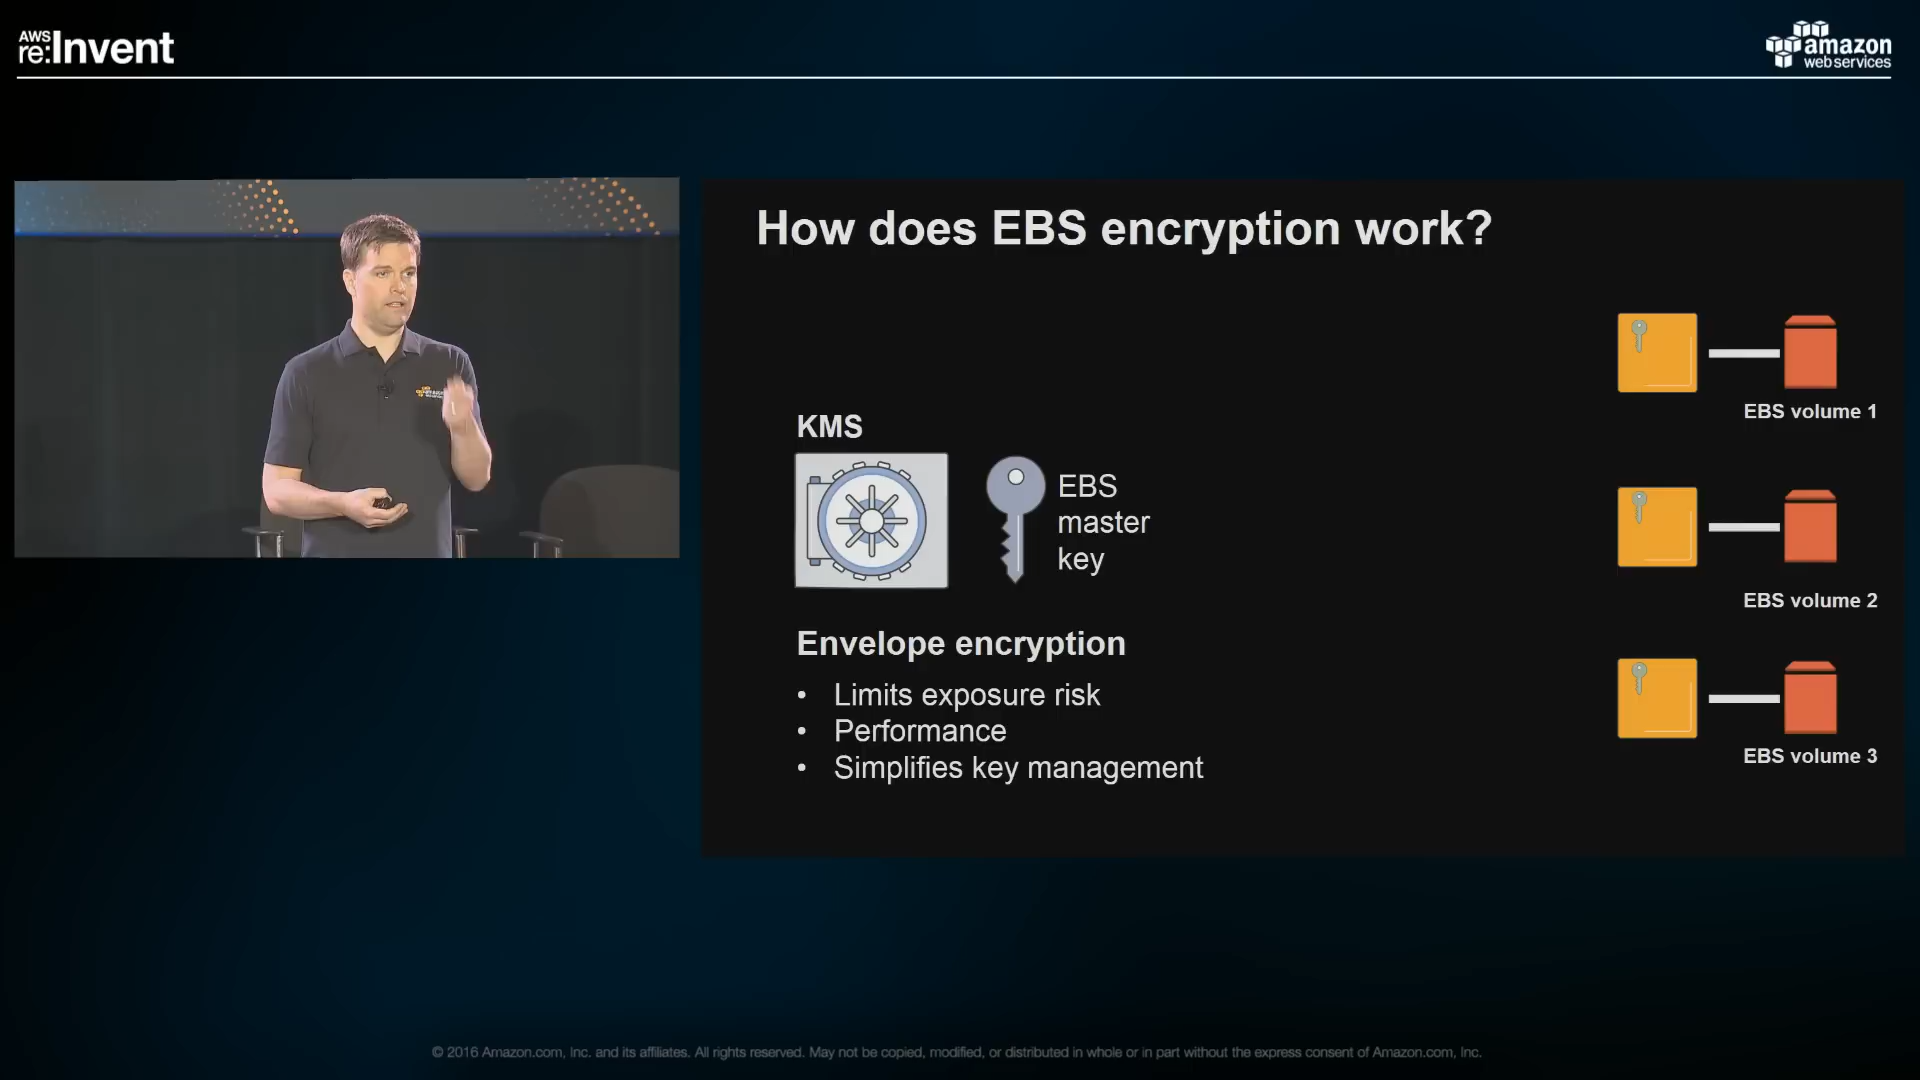 AWS
re:Invent
amazon
web services
How does EBS encryption work?
KMS
EBS
master
key
Envelope encryption
• Limits exposure risk
• Performance
• Simplifies key management
EBS volume 1
EBS volume 2
EBS volume 3
© 2016 Amazon.com, Inc. and its affiliates. All rights reserved. May not be copied, modified, or distributed in whole or in part without the express consent of Amazon.com, Inc.